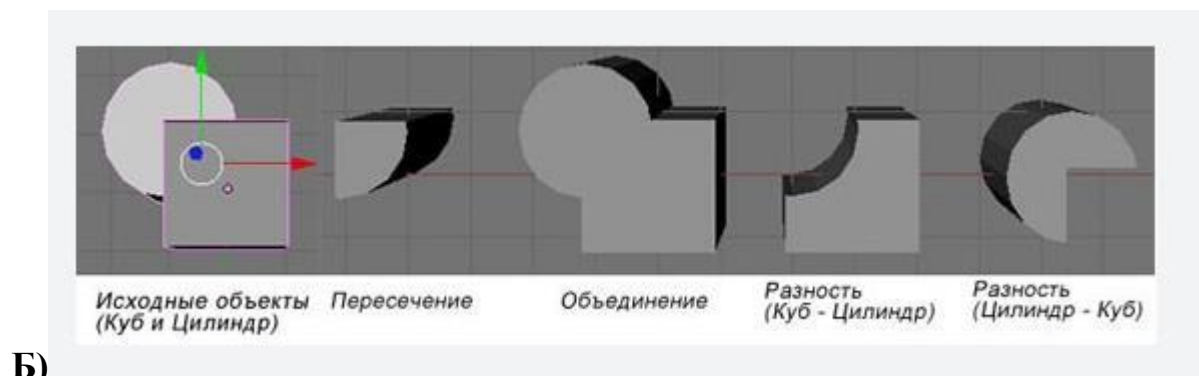 Исходные объекты
(Куб и Цилиндр)
Пересечение
Объединение
Разность
(Куб - Цилиндр)
Разность
(Цилиндр - Куб)
Б)